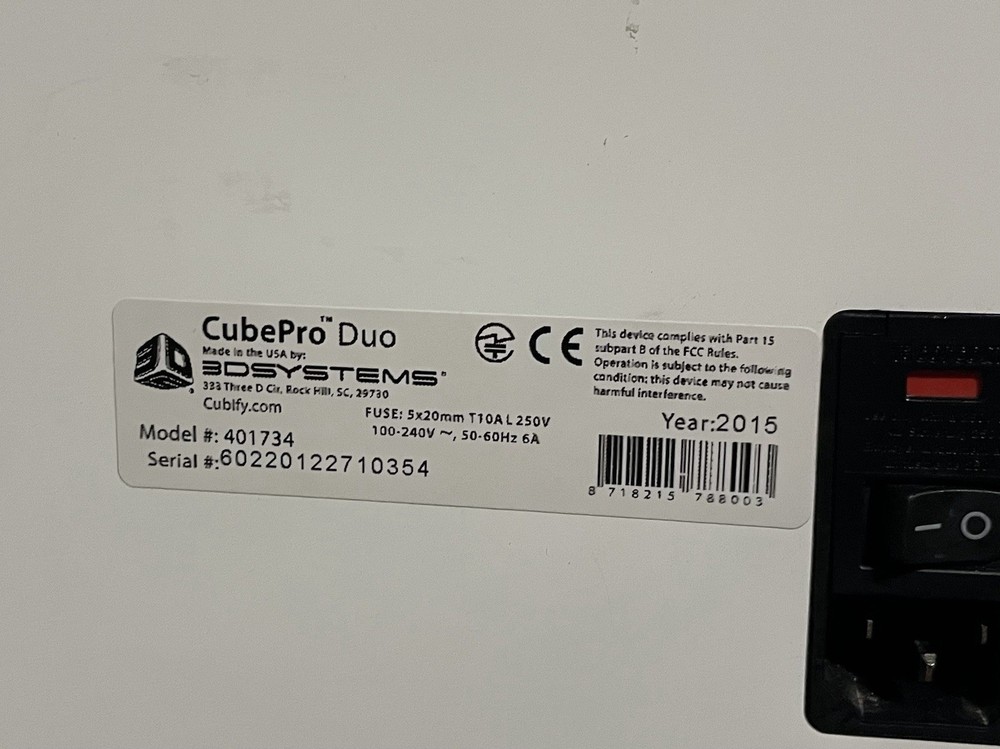 CubePro™ Duo
Made in the USA by:
3D
3DSYSTEMS®
333 Three D Cir, Rock Hill, SC, 29730
Cubify.com
FUSE: 5x20mm T10A L 250V
100-240V ~, 50-60Hz 6A
Model #: 401734
Serial #:60220122710354
CE
This device complies with Part 15
subpart B of the FCC Rules.
Operation is subject to the following
condition: this device may not cause
harmful interference.
Year:2015
8 718215 788003